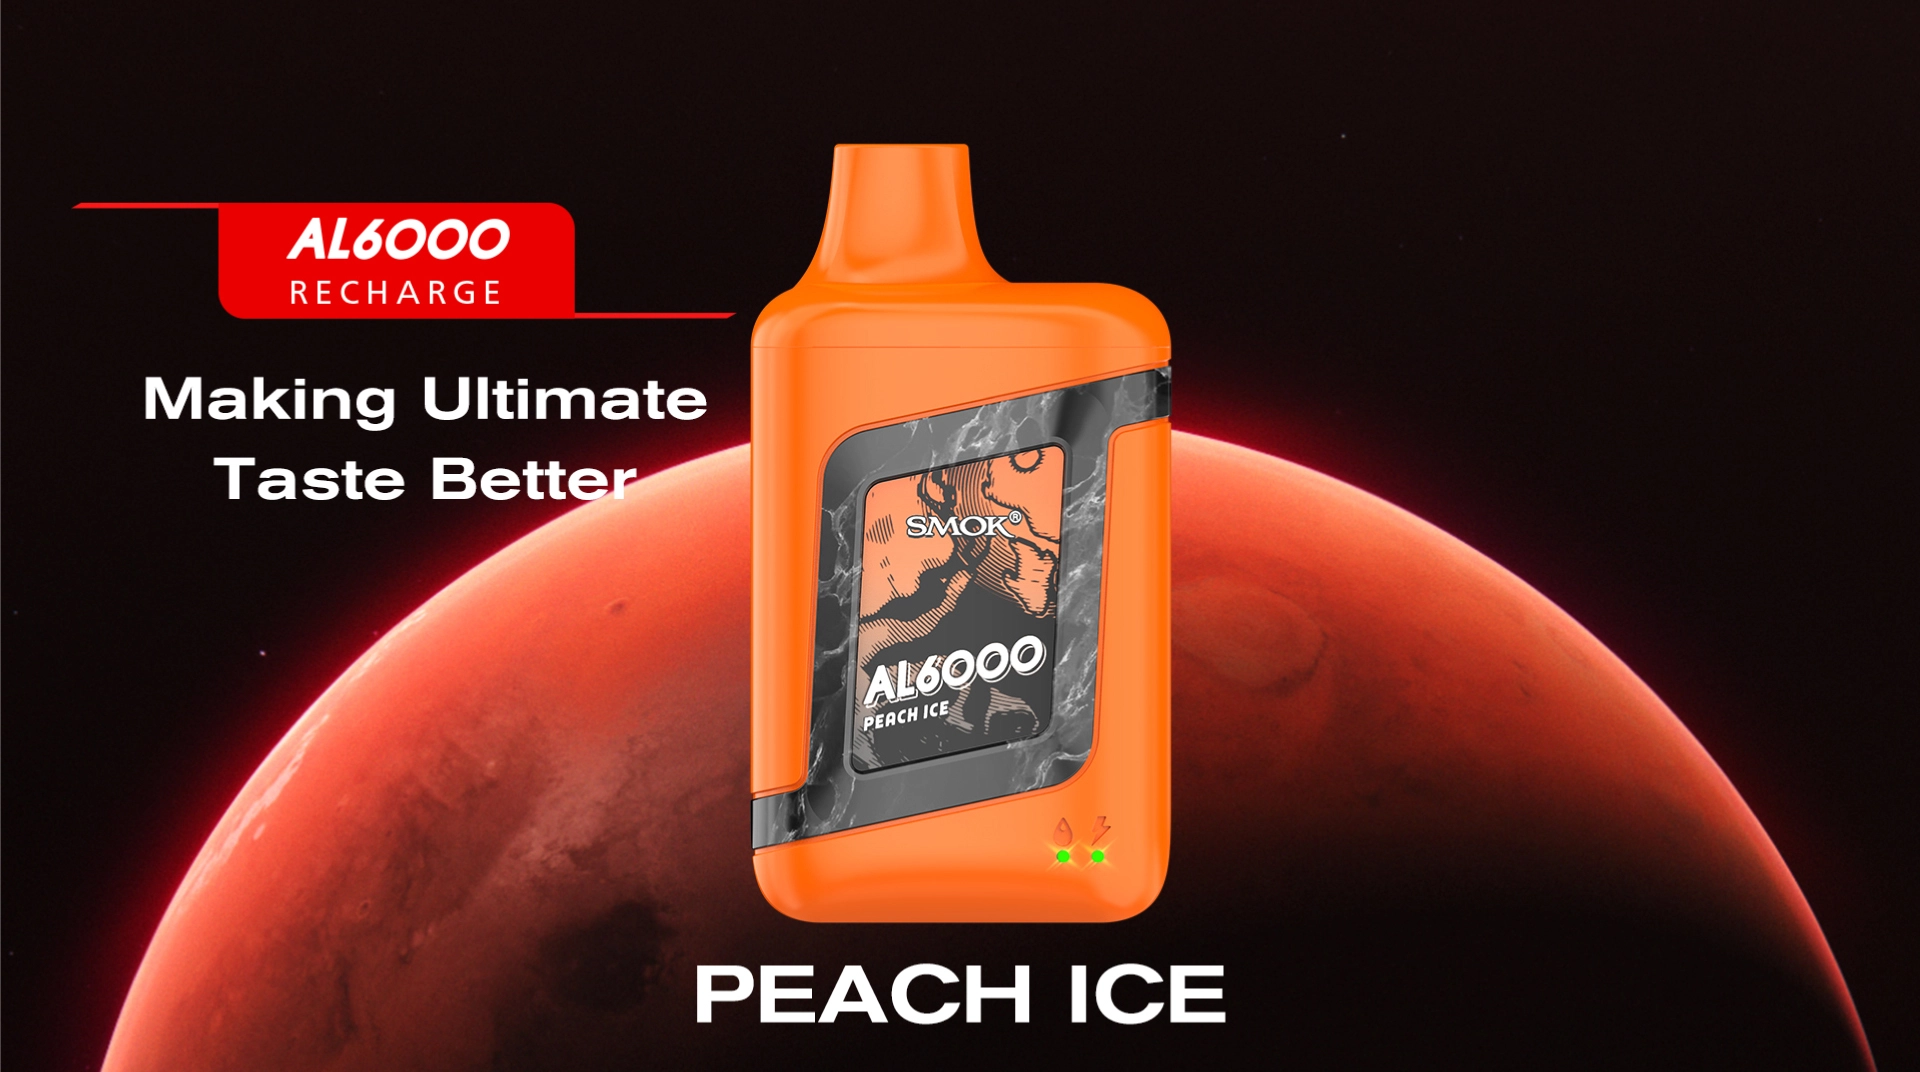 AL6000
RECHARGE
Making Ultimate
Taste Better
SMOK®
AL6000
PEACH ICE
PEACH ICE